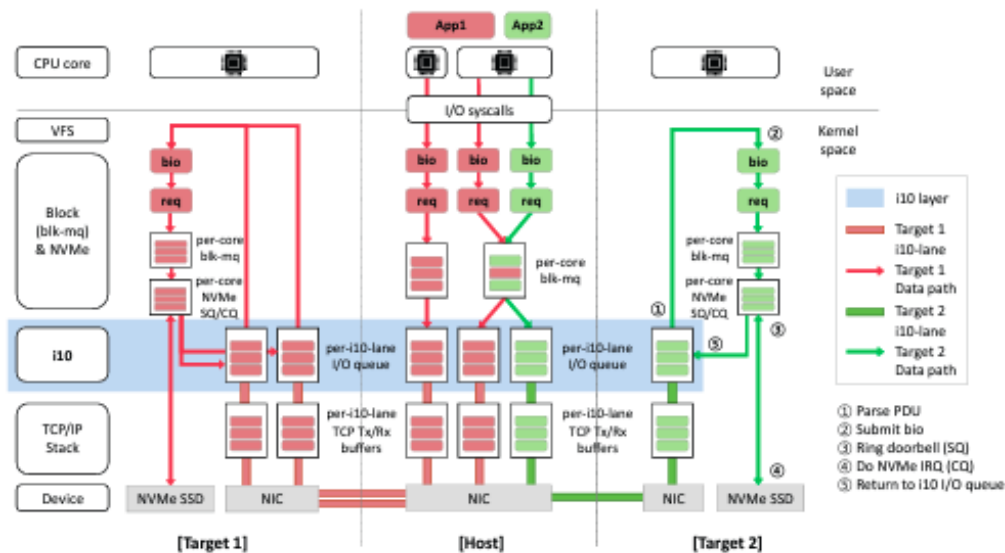 App1
App2
CPU core
User
space
I/O syscalls
VFS
Kernel
space
②
bio
bio
bio
bio
bio
req
req
req
req
req
Block
(blk-mq)
& NVMe
per-core
blk-mq
per-core
NVMe
SQ/CQ
per-core
blk-mq
per-core
blk-mq
per-core
NVMe
SQ/CQ
①
③
⑤
i10
per-i10-lane
I/O queue
per-i10-lane
I/O queue
TCP/IP
Stack
per-i10-lane
TCP Tx/Rx
buffers
per-i10-lane
TCP Tx/Rx
buffers
④
Device
NVMe SSD
NIC
NIC
NIC
NVMe SSD
[Target 1]
[Host]
[Target 2]
i10 layer
Target 1
i10-lane
Target 1
Data path
Target 2
i10-lane
Target 2
Data path
① Parse PDU
② Submit bio
③ Ring doorbell (SQ)
④ Do NVMe IRQ (CQ)
⑤ Return to i10 I/O queue